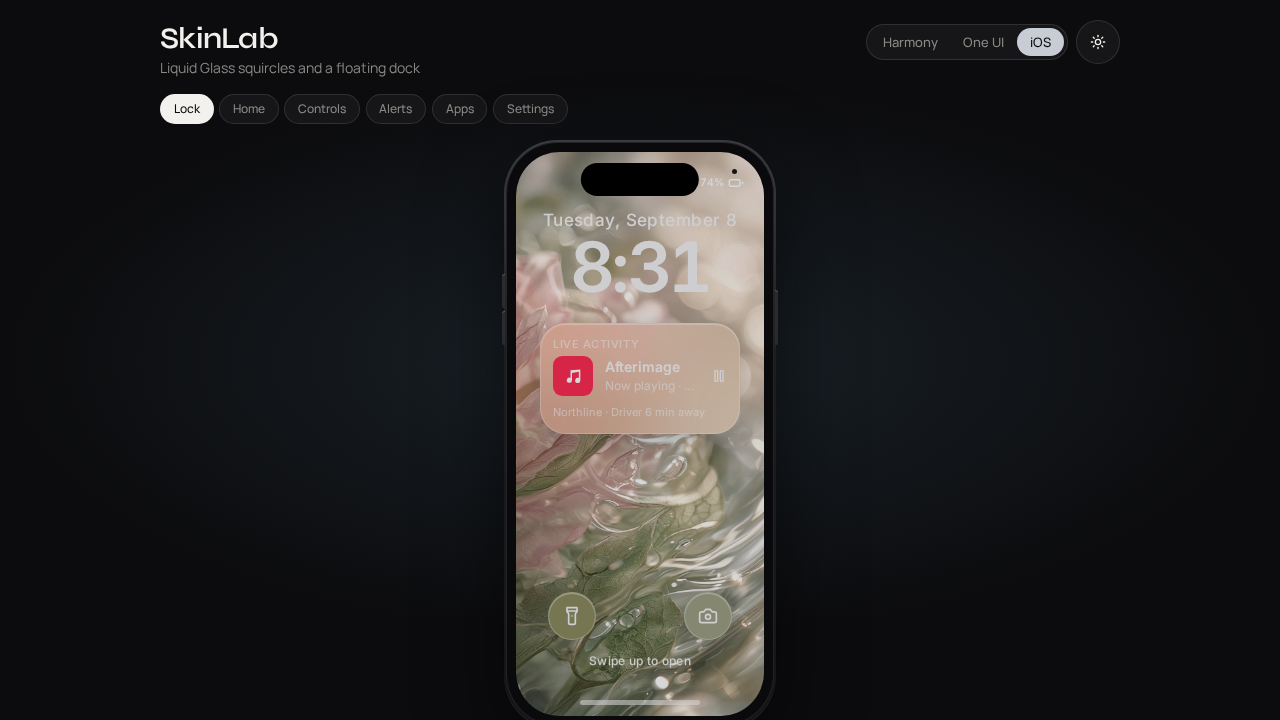 SkinLab
Liquid Glass squircles and a floating dock
Harmony One UI iOS
Lock Home Controls Alerts Apps Settings
74%
Tuesday, September 8
8:31
LIVE ACTIVITY
Afterimage
Now playing · ...
Northline · Driver 6 min away
Swipe up to open